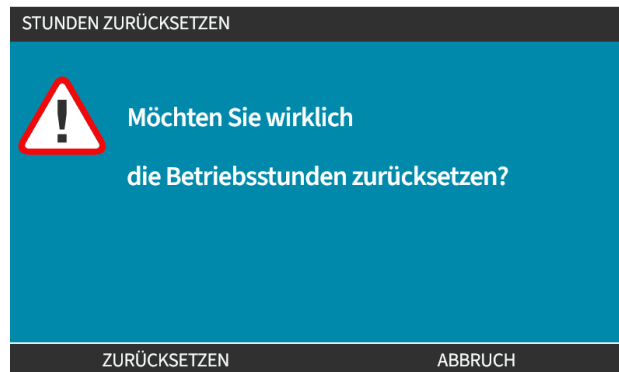 STUNDEN ZURÜCKSETZEN
Möchten Sie wirklich
die Betriebsstunden zurücksetzen?
ZURÜCKSETZEN ABBRUCH